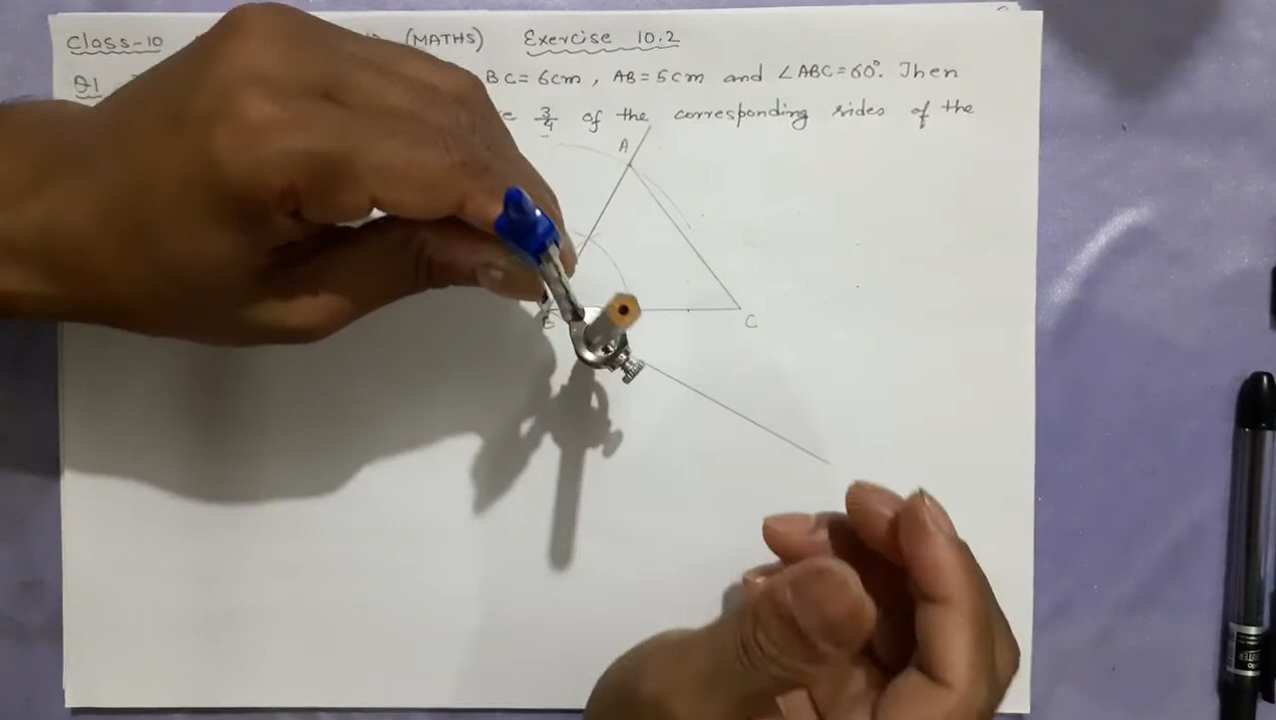 Class-10 (MATHS) Exercise 10.2
Q1 BC = 6cm, AB = 5cm and ∠ABC = 60°. Then
3/4 of the corresponding sides of the
A
B C